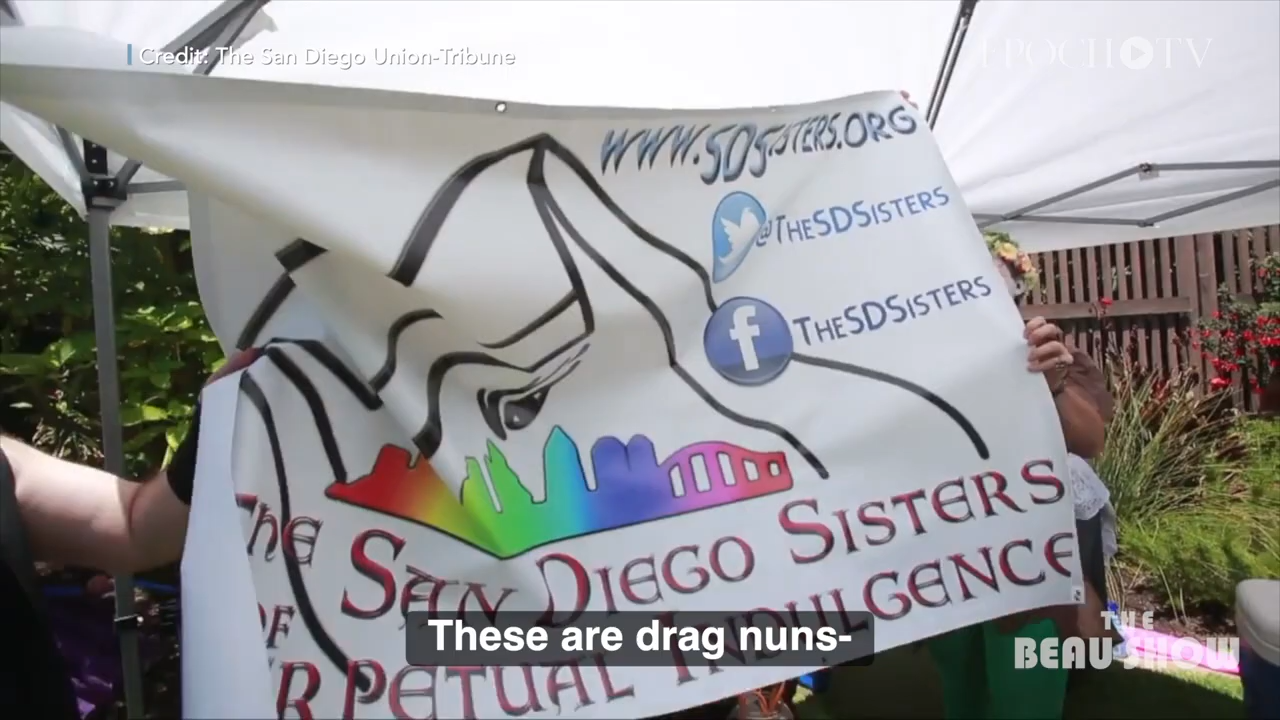 Credit: The San Diego Union-Tribune
EPOCH TV
WWW.SDSISTERS.ORG
@THESDSISTERS
f THESDSISTERS
THE SAN DIEGO SISTERS
OF
RPETUAL INDULGENCE
These are drag nuns-
THE
BEAU SHOW